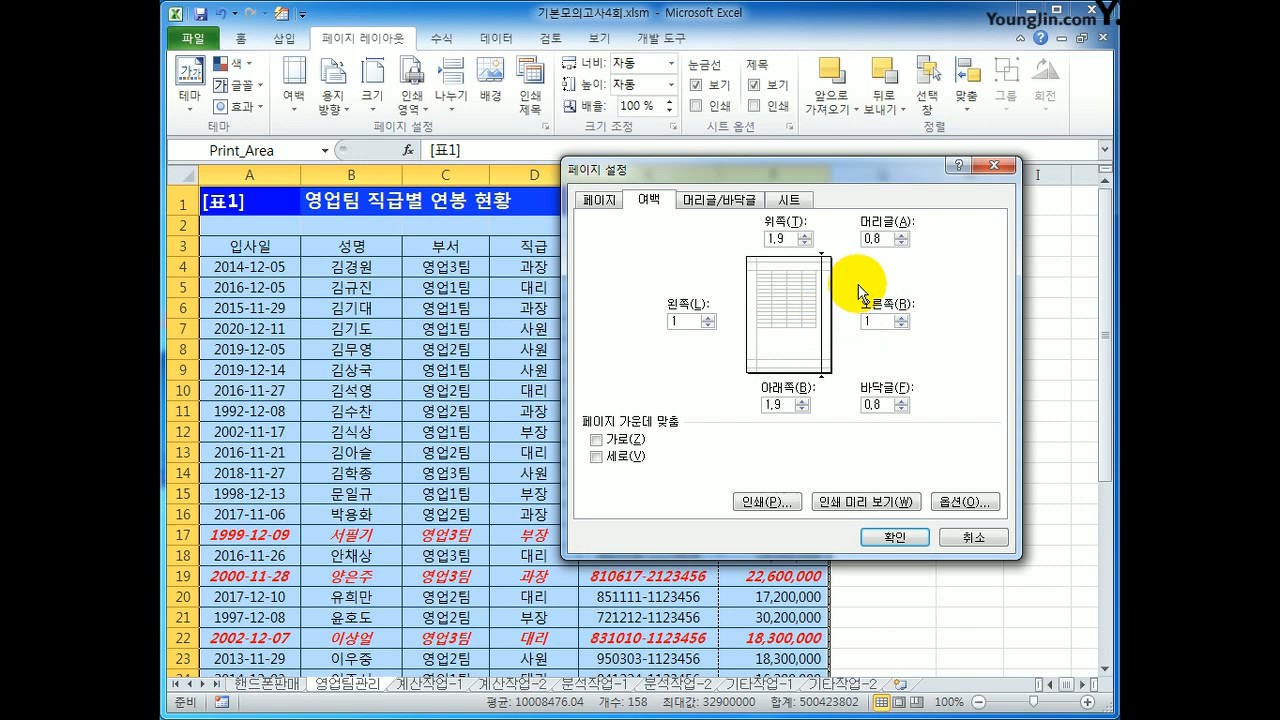 기본모의고사4회.xlsm - Microsoft Excel
YoungJin.com Y.
파일 홈 삽입 페이지 레이아웃 수식 데이터 검토 보기 개발 도구
테마 색 글꼴 효과 여백 용지 방향 크기 인쇄 영역 나누기 배경 인쇄 제목 너비: 자동 높이: 자동 배율: 100 % 눈금선 보기 인쇄 제목 보기 인쇄 앞으로 가져오기 뒤로 보내기 선택 창 맞춤 그룹 회전
테마 페이지 설정 크기 조정 시트 옵션 정렬
Print_Area fx [표1]
A B C D I
1 [표1] 영업팀 직급별 연봉 현황
2
3 입사일 성명 부서 직급
4 2014-12-05 김경원 영업3팀 과장
5 2016-12-05 김규진 영업1팀 대리
6 2015-11-29 김기대 영업1팀 과장
7 2020-12-11 김기도 영업1팀 사원
8 2019-12-05 김무영 영업2팀 사원
9 2019-12-14 김상국 영업1팀 사원
10 2016-11-27 김석영 영업2팀 대리
11 1992-12-08 김수찬 영업2팀 과장
12 2002-11-17 김식상 영업1팀 부장
13 2016-11-21 김아솔 영업2팀 대리
14 2018-11-27 김학종 영업3팀 사원
15 1998-12-13 문일규 영업1팀 부장
16 2017-11-06 박용화 영업2팀 과장
17 1999-12-09 서필기 영업3팀 부장
18 2016-11-26 안채상 영업3팀 대리
19 2000-11-28 양은주 영업3팀 과장 810617-2123456 22,600,000
20 2017-12-10 유희만 영업2팀 대리 851111-1123456 17,200,000
21 1997-12-08 윤호도 영업2팀 부장 721212-1123456 30,200,000
22 2002-12-07 이상얼 영업3팀 대리 831010-1123456 18,300,000
23 2013-11-29 이우중 영업2팀 사원 950303-1123456 18,300,000
페이지 설정
페이지 여백 머리글/바닥글 시트
위쪽(T): 머리글(A):
1.9 0.8
왼쪽(L): 오른쪽(R):
1 1
아래쪽(B): 바닥글(F):
1.9 0.8
페이지 가운데 맞춤
가로(Z)
세로(V)
인쇄(P)... 인쇄 미리 보기(W) 옵션(O)...
확인 취소
핸드폰판매 영업팀관리 계산작업-1 계산작업-2 분석작업-1 분석작업-2 기타작업-1 기타작업-2
준비 평균: 10008476.04 개수: 158 최대값: 32900000 합계: 500423802 100%